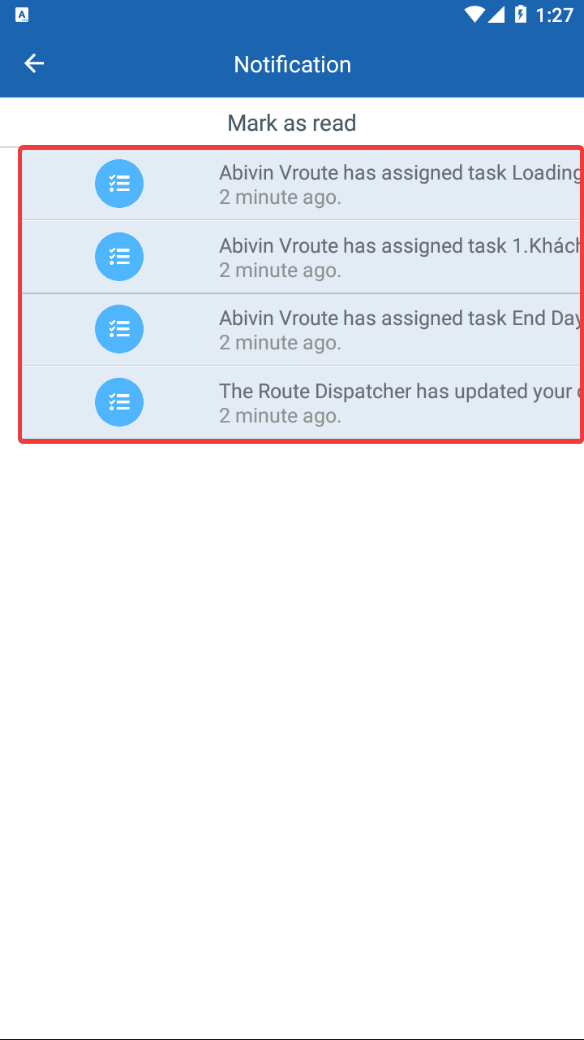 A
1:27
Notification
Mark as read
Abivin Vroute has assigned task Loading
2 minute ago.
Abivin Vroute has assigned task 1.Khách
2 minute ago.
Abivin Vroute has assigned task End Day
2 minute ago.
The Route Dispatcher has updated your
2 minute ago.